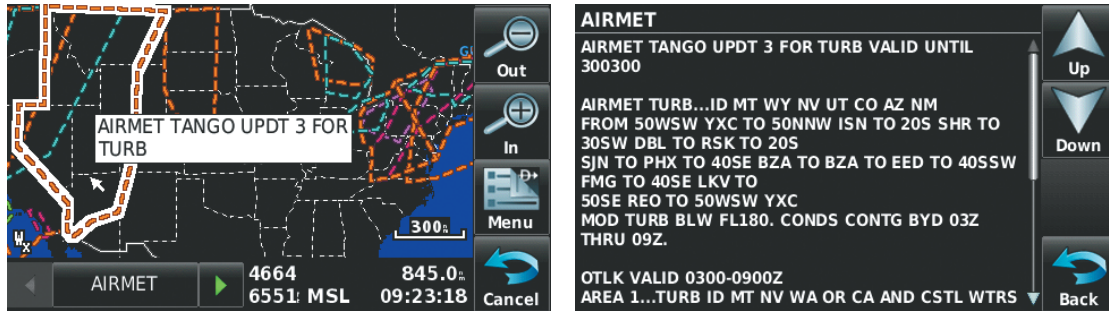 Out
In
Menu
Cancel
AIRMET TANGO UPDT 3 FOR
TURB
300
Wx
AIRMET
4664
6551 MSL
845.0
09:23:18
AIRMET
AIRMET TANGO UPDT 3 FOR TURB VALID UNTIL
300300
AIRMET TURB...ID MT WY NV UT CO AZ NM
FROM 50WSW YXC TO 50NNW ISN TO 20S SHR TO
30SW DBL TO RSK TO 20S
SJN TO PHX TO 40SE BZA TO BZA TO EED TO 40SSW
FMG TO 40SE LKV TO
50SE REO TO 50WSW YXC
MOD TURB BLW FL180. CONDS CONTG BYD 03Z
THRU 09Z.
OTLK VALID 0300-0900Z
AREA 1...TURB ID MT NV WA OR CA AND CSTL WTRS
Up
Down
Back